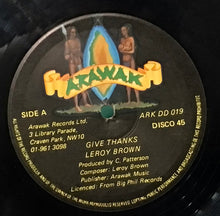 ARAWAK
SIDE A
ARK DD 019
DISCO 45
Arawak Records Ltd.
3 Library Parade,
Craven Park, NW10
01-961 3098
GIVE THANKS
LEROY BROWN
Produced by C. Patterson
Composer: Leroy Brown
Publisher: Arawak Music
Licenced: From Big Phil Records